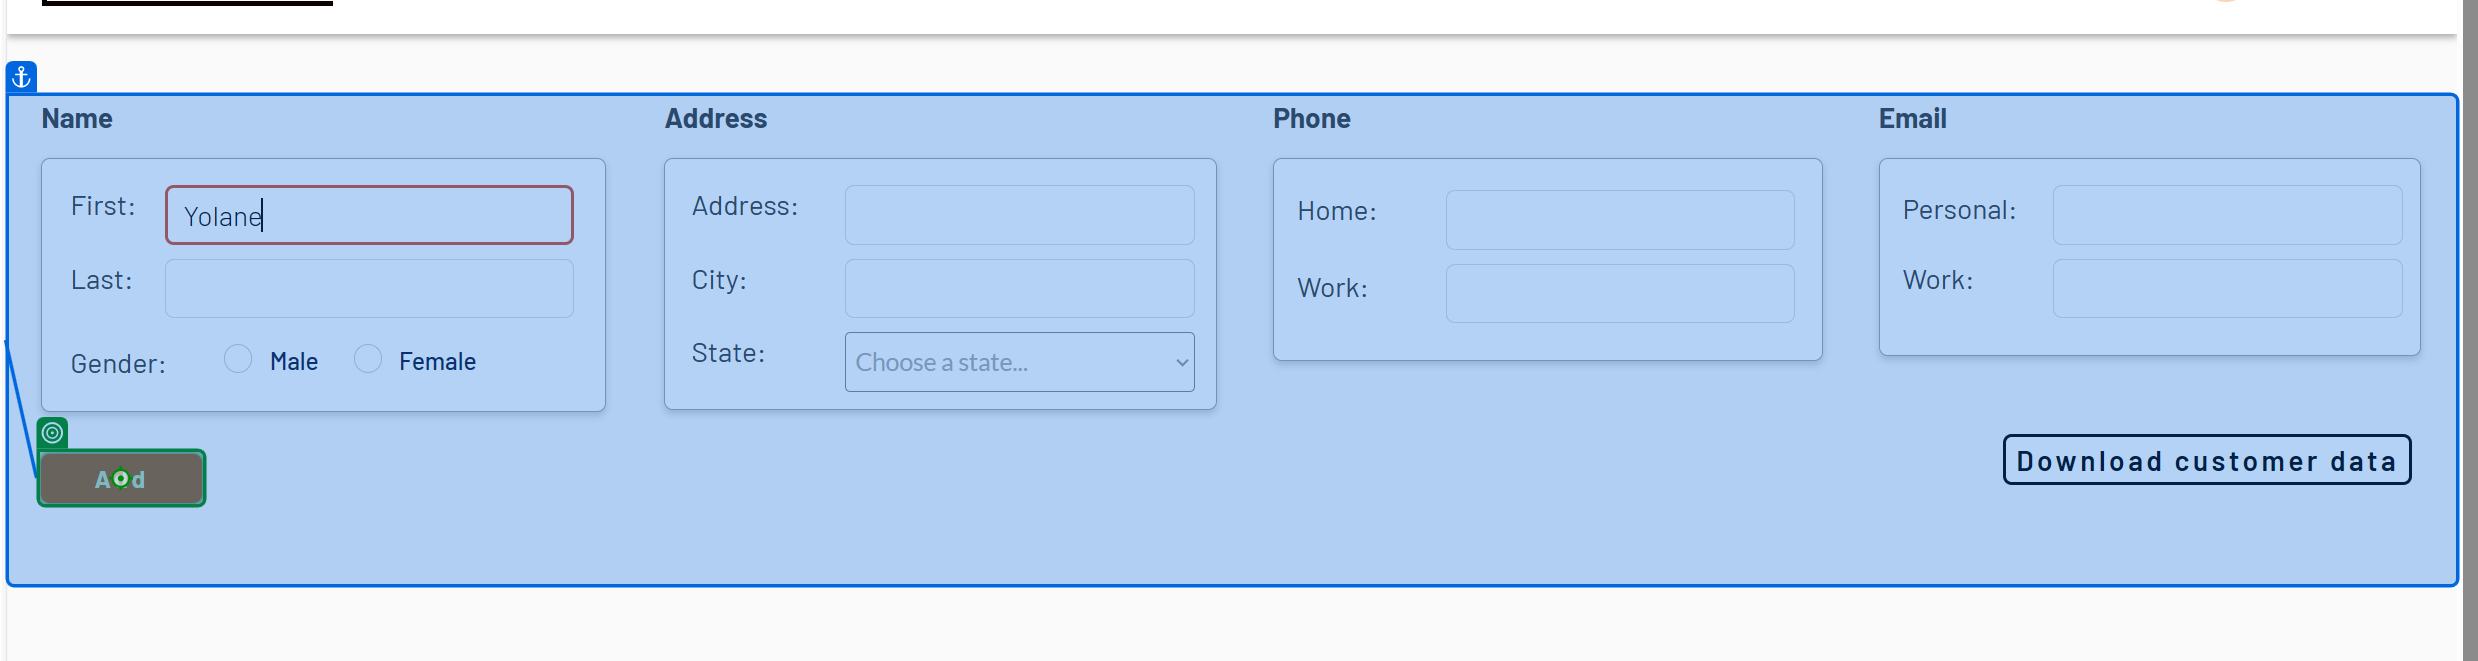 Name
First: Yolane
Last:
Gender: Male Female
Add
Address
Address:
City:
State: Choose a state...
Phone
Home:
Work:
Email
Personal:
Work:
Download customer data